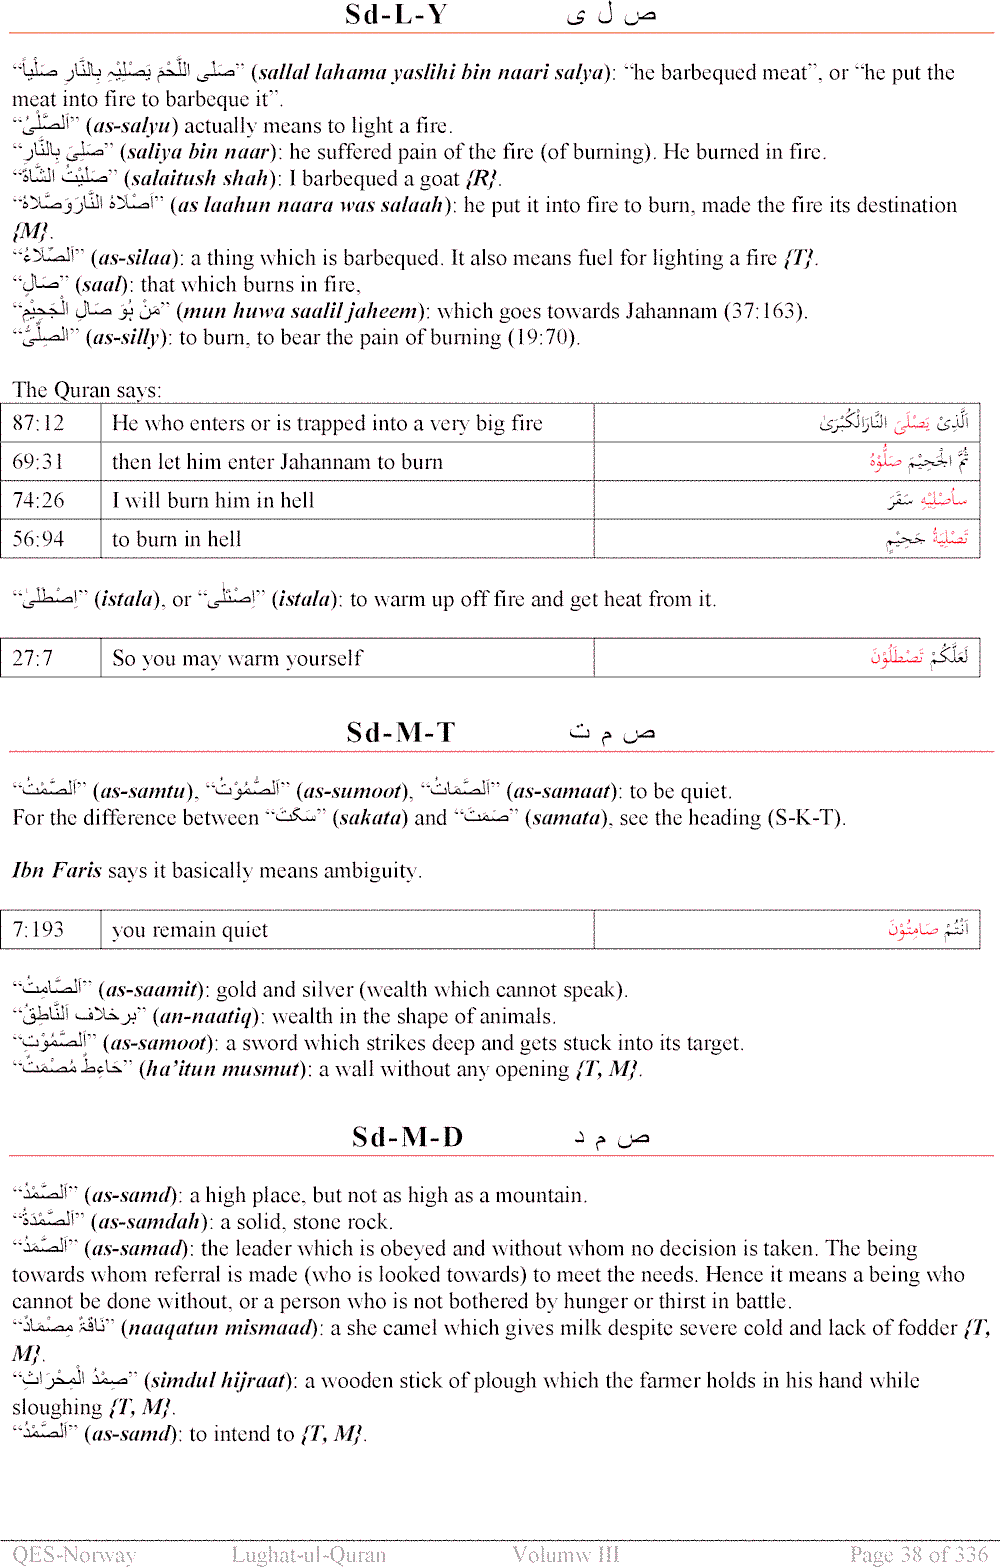 Sd-L-Y ص ل ى
“صَلَى اللَّحْمَ يَصْلِيْہِ بِالنَّارِ صَلْياً” (sallal lahama yaslihi bin naari salya): “he barbequed meat”, or “he put the
meat into fire to barbeque it”.
“اَلصَّلْىُ” (as-salyu) actually means to light a fire.
“صَلِىَ بِالنَّارِ” (saliya bin naar): he suffered pain of the fire (of burning). He burned in fire.
“صَلَيْتُ الشَّاةَ” (salaitush shah): I barbequed a goat {R}.
“اَصْلَاهُ النَّارَ وَصَلَّاهُ” (as laahun naara was salaah): he put it into fire to burn, made the fire its destination
{M}.
“اَلصِّلَاءُ” (as-silaa): a thing which is barbequed. It also means fuel for lighting a fire {T}.
“صَالٍ” (saal): that which burns in fire,
“مَنْ ہُوَ صَالِ الْجَحِيْمِ” (mun huwa saalil jaheem): which goes towards Jahannam (37:163).
“الصِلِّىُّ” (as-silly): to burn, to bear the pain of burning (19:70).
The Quran says:
87:12 He who enters or is trapped into a very big fire الَّذِىْ يَصْلَى النَّارَالْكُبْرَىٰ
69:31 then let him enter Jahannam to burn ثُمَّ الْجَحِيْمَ صَلُّوْهُ
74:26 I will burn him in hell سَاُصْلِيْهِ سَقَرَ
56:94 to burn in hell تَصْلِيَةُ جَحِيْمٍ
“اِصْطَلٰى” (istala), or “اِصْتَلٰى” (istala): to warm up off fire and get heat from it.
27:7 So you may warm yourself لَعَلَّكُمْ تَصْطَلُوْنَ
Sd-M-T ص م ت
“اَلصَّمْتُ” (as-samtu), “اَلصُّمُوْتُ” (as-sumoot), “اَلصَّمَاتُ” (as-samaat): to be quiet.
For the difference between “سَكَتَ” (sakata) and “صَمَتَ” (samata), see the heading (S-K-T).
Ibn Faris says it basically means ambiguity.
7:193 you remain quiet اَنْتُمْ صَامِتُوْنَ
“اَلصَّامِتُ” (as-saamit): gold and silver (wealth which cannot speak).
“برخلاف اَلنَّاطِقُ” (an-naatiq): wealth in the shape of animals.
“اَلصَّمُوْتِ” (as-samoot): a sword which strikes deep and gets stuck into its target.
“حَاءِطٌ مُصْمَتٌ” (ha’itun musmut): a wall without any opening {T, M}.
Sd-M-D ص م د
“اَلصَّمْدُ” (as-samd): a high place, but not as high as a mountain.
“اَلصَّمْدَةُ” (as-samdah): a solid, stone rock.
“اَلصَّمَدُ” (as-samad): the leader which is obeyed and without whom no decision is taken. The being
towards whom referral is made (who is looked towards) to meet the needs. Hence it means a being who
cannot be done without, or a person who is not bothered by hunger or thirst in battle.
“نَاقَۃٌ مِصْمَادٌ” (naaqatun mismaad): a she camel which gives milk despite severe cold and lack of fodder {T,
M}.
“صِمْدُ الْمِحْرَاثِ” (simdul hijraat): a wooden stick of plough which the farmer holds in his hand while
sloughing {T, M}.
“اَلصَّمْدُ” (as-samd): to intend to {T, M}.
QES-Norway Lughat-ul-Quran Volumw III Page 38 of 336